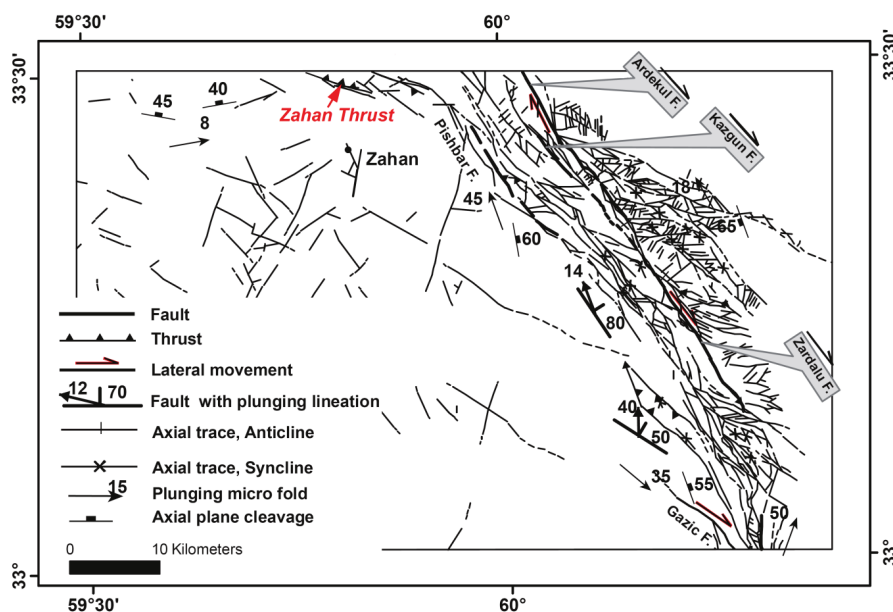 59°30'
60°
33°30'
33°30'
Ardekul F.
Kazgun F.
40
45
8
Zahan Thrust
Pishbar F.
Zahan
18
45
65
60
14
80
Zardalu F.
Fault
Thrust
Lateral movement
12
70
Fault with plunging lineation
Axial trace, Anticline
Axial trace, Syncline
15
Plunging micro fold
Axial plane cleavage
40
50
35
55
50
Gazic F.
0
10 Kilometers
33°
33°
59°30'
60°